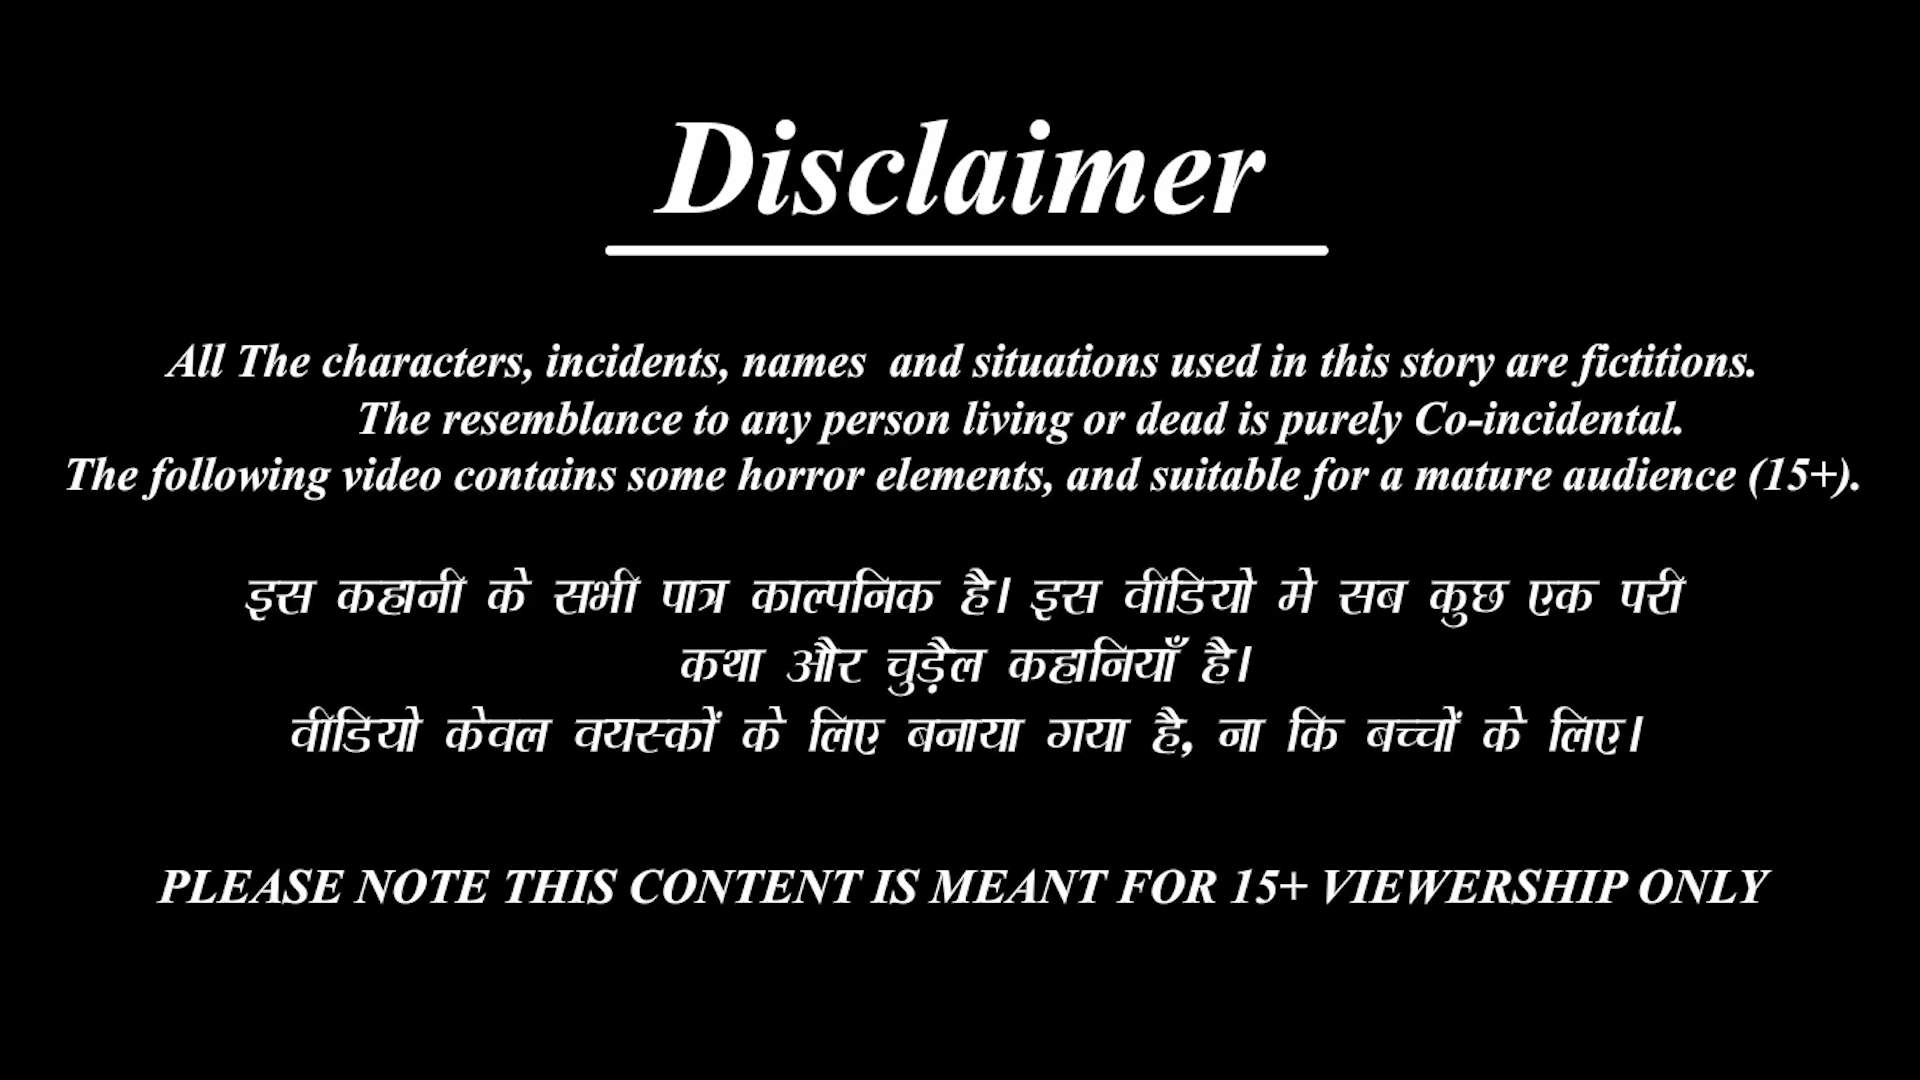 Disclaimer
All The characters, incidents, names and situations used in this story are fictitions.
The resemblance to any person living or dead is purely Co-incidental.
The following video contains some horror elements, and suitable for a mature audience (15+).
इस कहानी के सभी पात्र काल्पनिक है। इस वीडियो मे सब कुछ एक परी
कथा और चुड़ैल कहानियाँ है।
वीडियो केवल वयस्कों के लिए बनाया गया है, ना कि बच्चों के लिए।
PLEASE NOTE THIS CONTENT IS MEANT FOR 15+ VIEWERSHIP ONLY